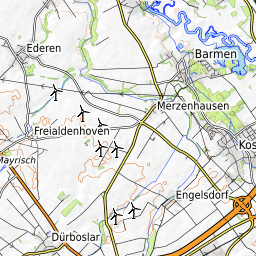 Ederen
Barmen
Merzenhausen
Freialdenhoven
Kos
Mayrisch
Engelsdorf
Dürboslar